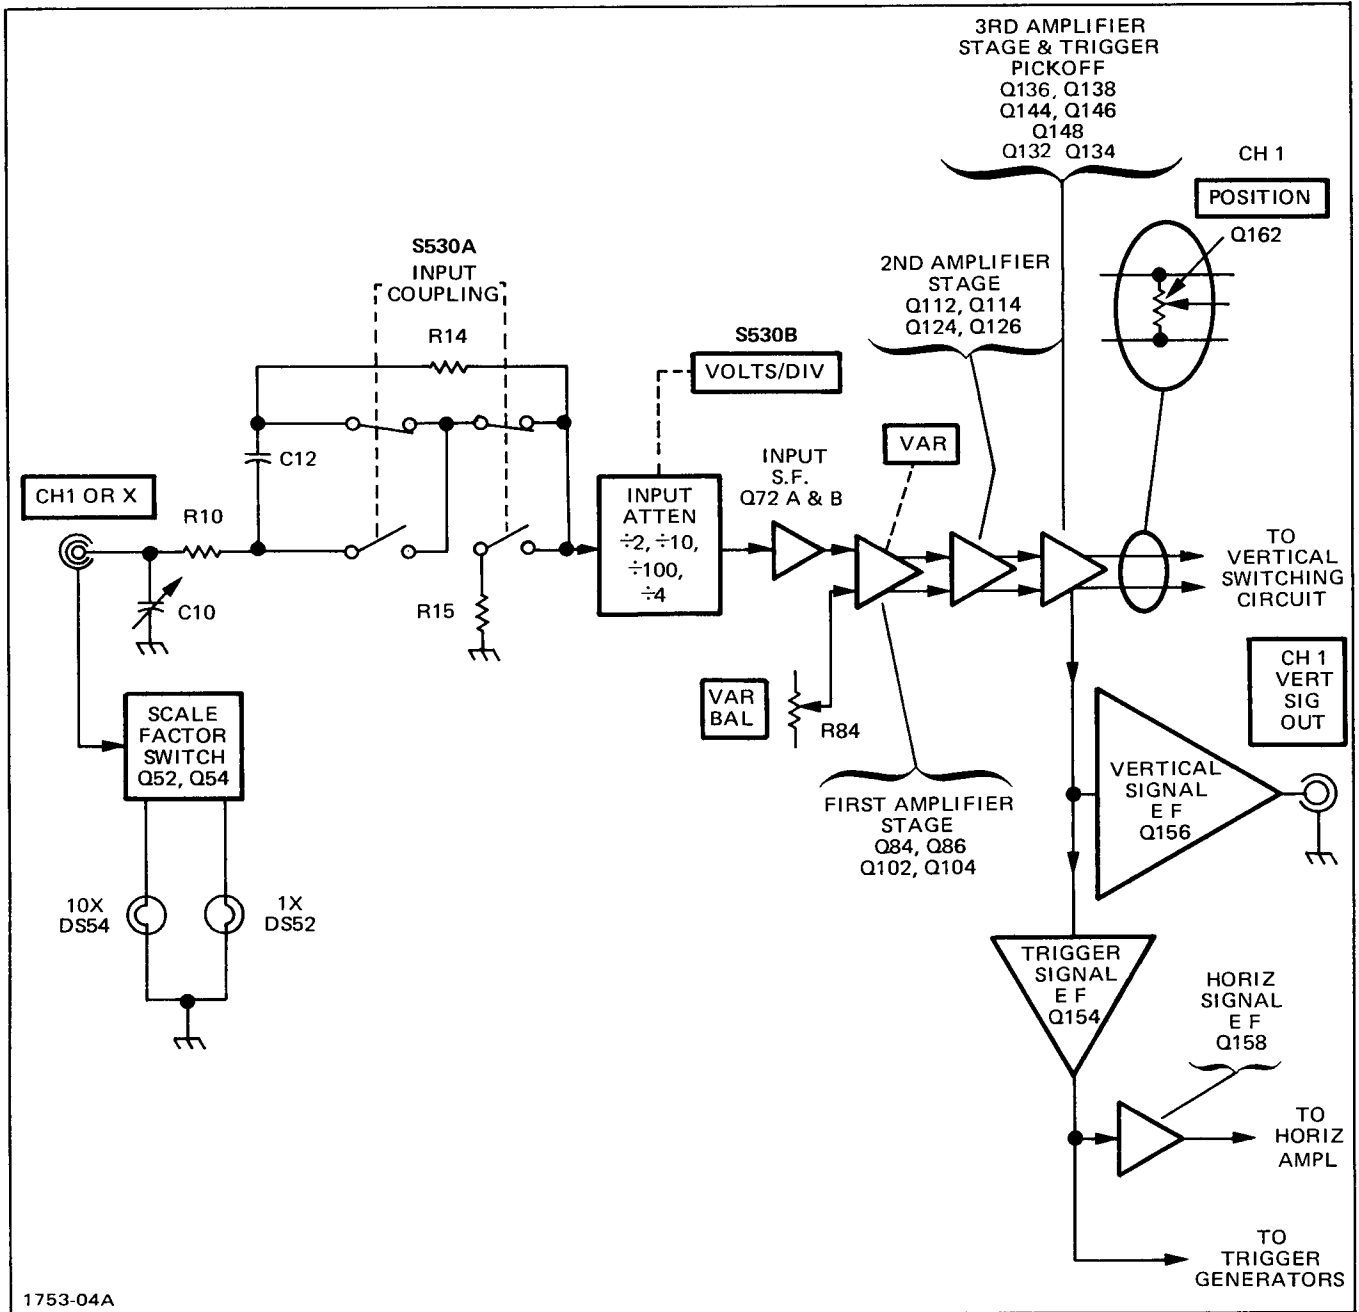 3RD AMPLIFIER
STAGE & TRIGGER
PICKOFF
Q136, Q138
Q144, Q146
Q148
Q132 Q134
CH 1
POSITION
Q162
S530A
INPUT
COUPLING
2ND AMPLIFIER
STAGE
Q112, Q114
Q124, Q126
R14
S530B
VOLTS/DIV
VAR
C12
INPUT
S.F.
Q72 A & B
CH1 OR X
R10
INPUT
ATTEN
÷2, ÷10,
÷100,
÷4
TO
VERTICAL
SWITCHING
CIRCUIT
C10
R15
CH 1
VERT
SIG
OUT
VAR
BAL
R84
SCALE
FACTOR
SWITCH
Q52, Q54
VERTICAL
SIGNAL
E F
Q156
FIRST AMPLIFIER
STAGE
Q84, Q86
Q102, Q104
10X
DS54
1X
DS52
TRIGGER
SIGNAL
E F
Q154
HORIZ
SIGNAL
E F
Q158
TO
HORIZ
AMPL
TO
TRIGGER
GENERATORS
1753-04A